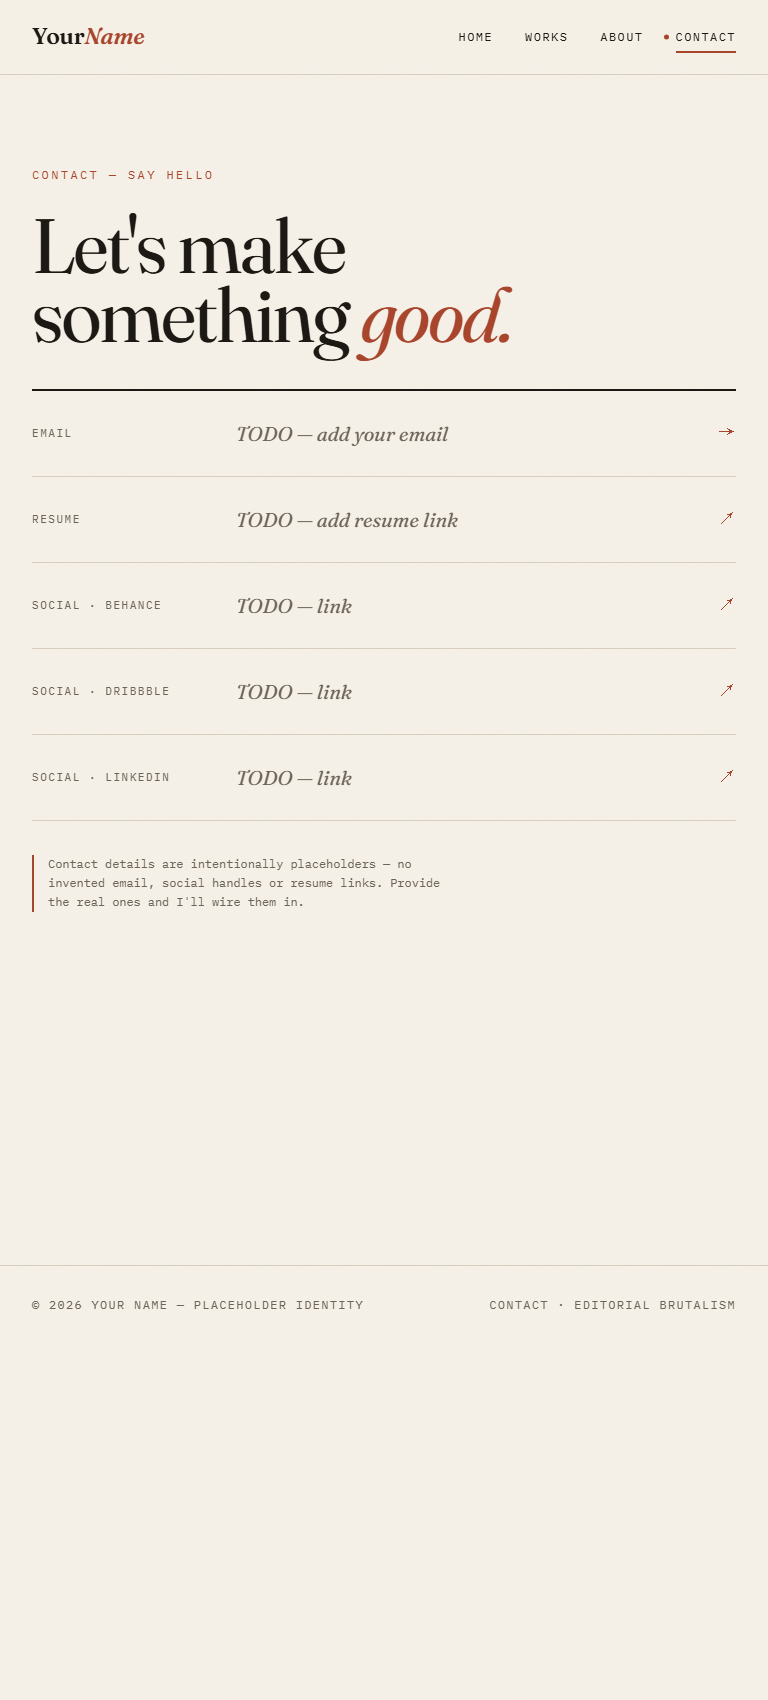 YourName
HOME WORKS ABOUT • CONTACT
CONTACT — SAY HELLO
Let's make
something good.
EMAIL TODO — add your email →
RESUME TODO — add resume link ↗
SOCIAL · BEHANCE TODO — link ↗
SOCIAL · DRIBBBLE TODO — link ↗
SOCIAL · LINKEDIN TODO — link ↗
Contact details are intentionally placeholders — no
invented email, social handles or resume links. Provide
the real ones and I'll wire them in.
© 2026 YOUR NAME — PLACEHOLDER IDENTITY
CONTACT · EDITORIAL BRUTALISM